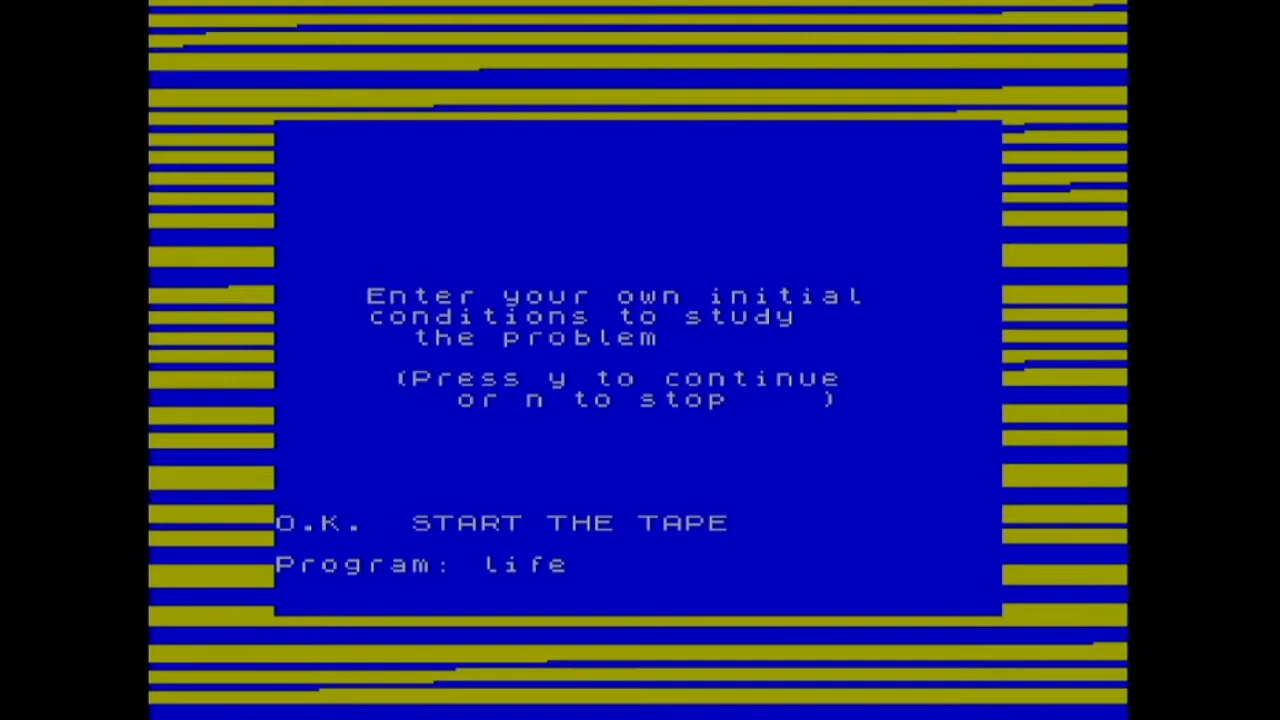 Enter your own initial
conditions to study
the problem
(Press y to continue
or n to stop )
O.K. START THE TAPE
Program: life